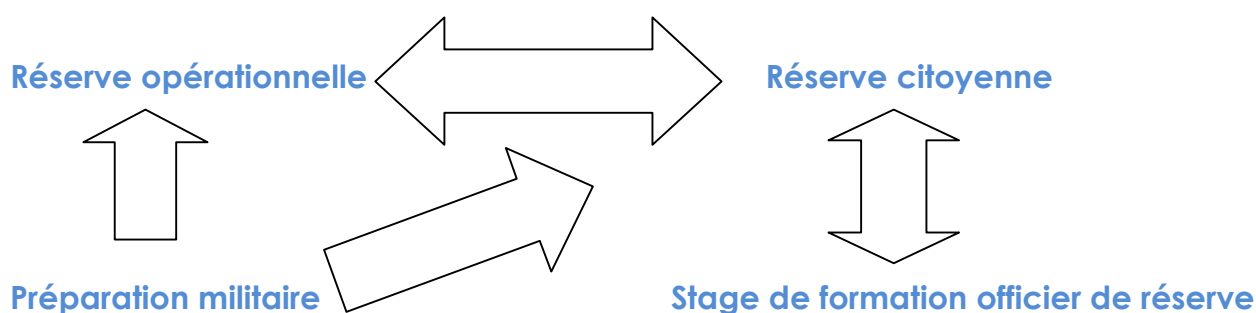 Réserve opérationnelle
Réserve citoyenne
Préparation militaire
Stage de formation officier de réserve